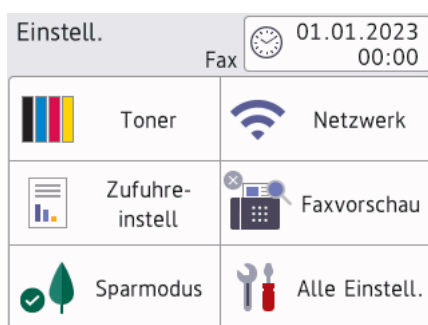 Einstell.
01.01.2023
Fax
00:00
Toner
Netzwerk
Zufuhre-
instell
Faxvorschau
Sparmodus
Alle Einstell.